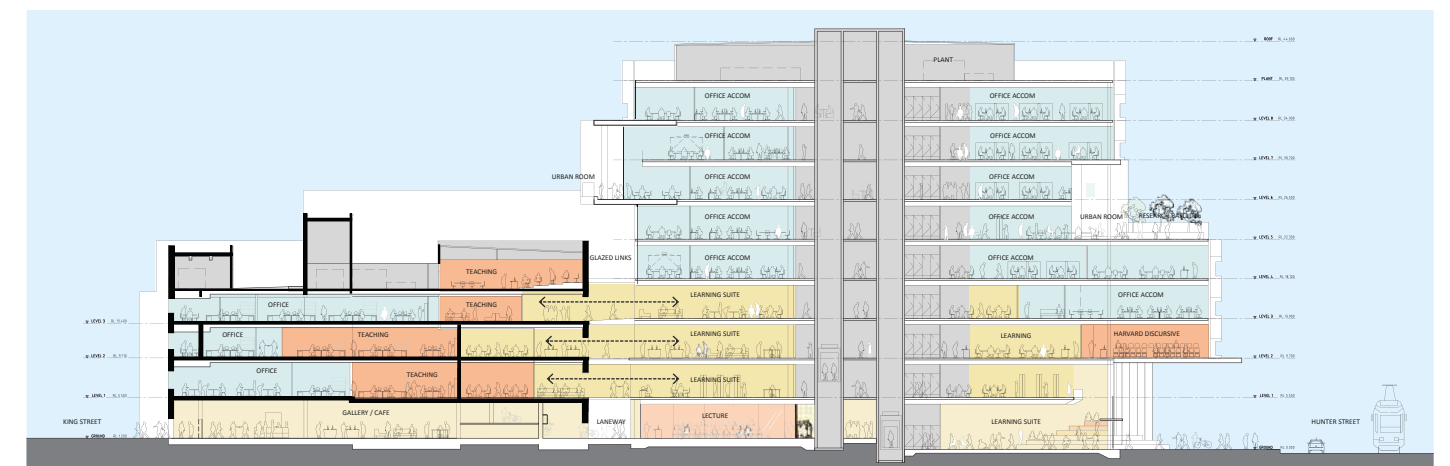 ROOF
PLANT
PLANT
OFFICE ACCOM
OFFICE ACCOM
LEVEL 8
OFFICE ACCOM
OFFICE ACCOM
LEVEL 7
URBAN ROOM
OFFICE ACCOM
OFFICE ACCOM
LEVEL 6
OFFICE ACCOM
OFFICE ACCOM
URBAN ROOM
LEVEL 5
GLAZED LINKS
OFFICE ACCOM
OFFICE ACCOM
TEACHING
LEVEL 4
OFFICE
TEACHING
LEARNING SUITE
OFFICE ACCOM
LEVEL 3
LEVEL 3
OFFICE
TEACHING
LEARNING SUITE
LEARNING
HARVARD DISCURSIVE
LEVEL 2
LEVEL 2
OFFICE
TEACHING
LEARNING SUITE
LEVEL 1
LEVEL 1
GALLERY / CAFE
LECTURE
KING STREET
LANEWAY
LEARNING SUITE
HUNTER STREET
GROUND
GROUND